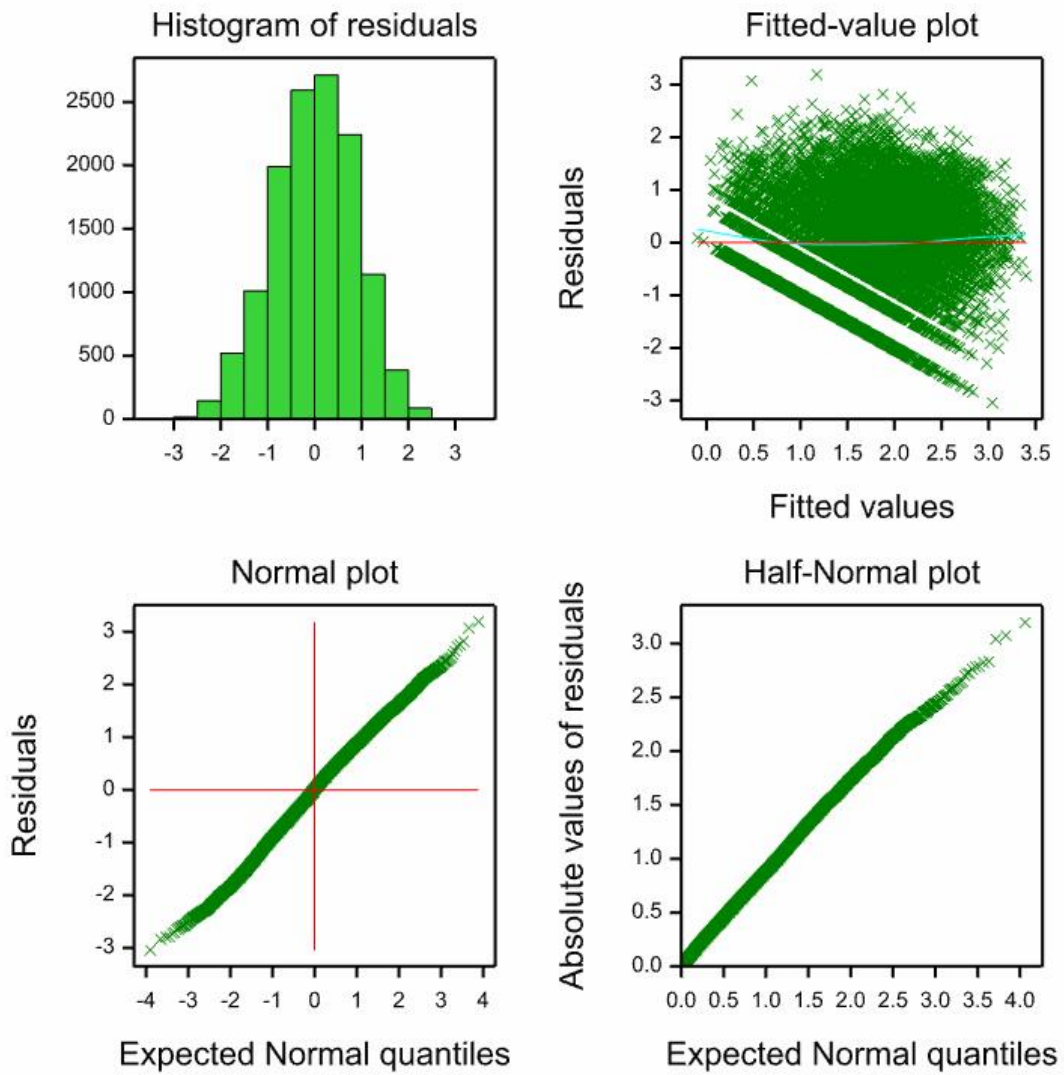 Histogram of residuals
2500
2000
1500
1000
500
0
-3 -2 -1 0 1 2 3
Fitted-value plot
Residuals
3
2
1
0
-1
-2
-3
0.0 0.5 1.0 1.5 2.0 2.5 3.0 3.5
Fitted values
Normal plot
Residuals
3
2
1
0
-1
-2
-3
-4 -3 -2 -1 0 1 2 3 4
Expected Normal quantiles
Half-Normal plot
Absolute values of residuals
3.0
2.5
2.0
1.5
1.0
0.5
0.0
0.0 0.5 1.0 1.5 2.0 2.5 3.0 3.5 4.0
Expected Normal quantiles